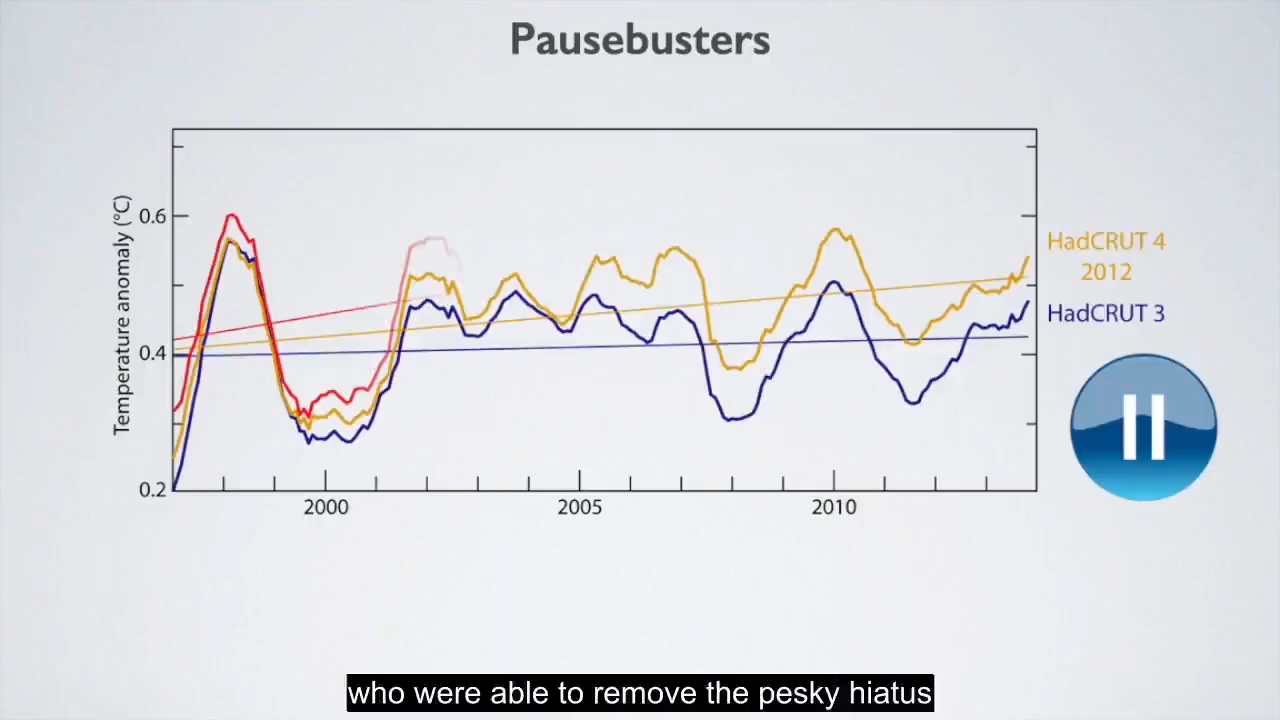 Pausebusters
Temperature anomaly (°C)
0.6
0.4
0.2
2000
2005
2010
HadCRUT 4
2012
HadCRUT 3
who were able to remove the pesky hiatus